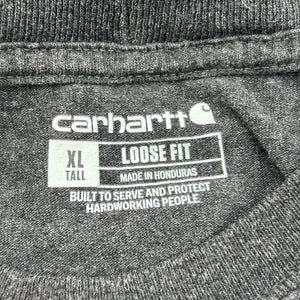 carhartt
XL
TALL
LOOSE FIT
MADE IN HONDURAS
BUILT TO SERVE AND PROTECT
HARDWORKING PEOPLE.